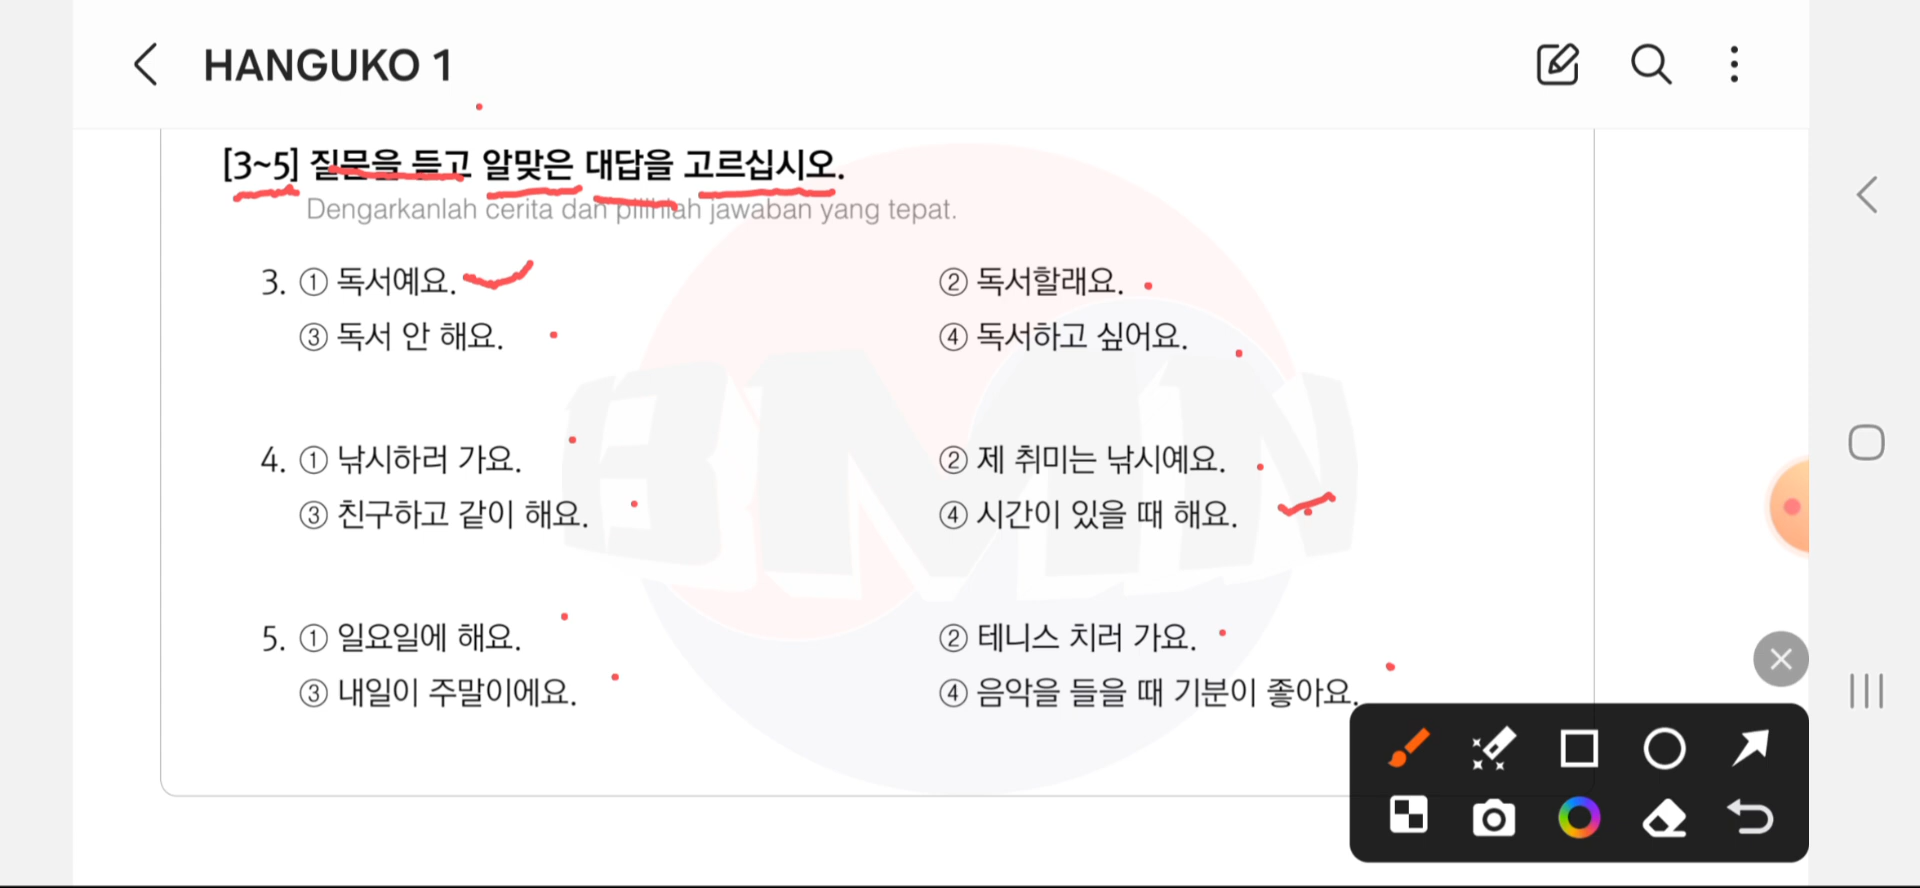 HANGUKO 1
[3~5] 질문을 듣고 알맞은 대답을 고르십시오.
Dengarkanlah cerita dan pilihlah jawaban yang tepat.
3. ① 독서예요. ② 독서할래요.
③ 독서 안 해요. ④ 독서하고 싶어요.
4. ① 낚시하러 가요. ② 제 취미는 낚시예요.
③ 친구하고 같이 해요. ④ 시간이 있을 때 해요.
5. ① 일요일에 해요. ② 테니스 치러 가요.
③ 내일이 주말이에요. ④ 음악을 들을 때 기분이 좋아요.
BMN